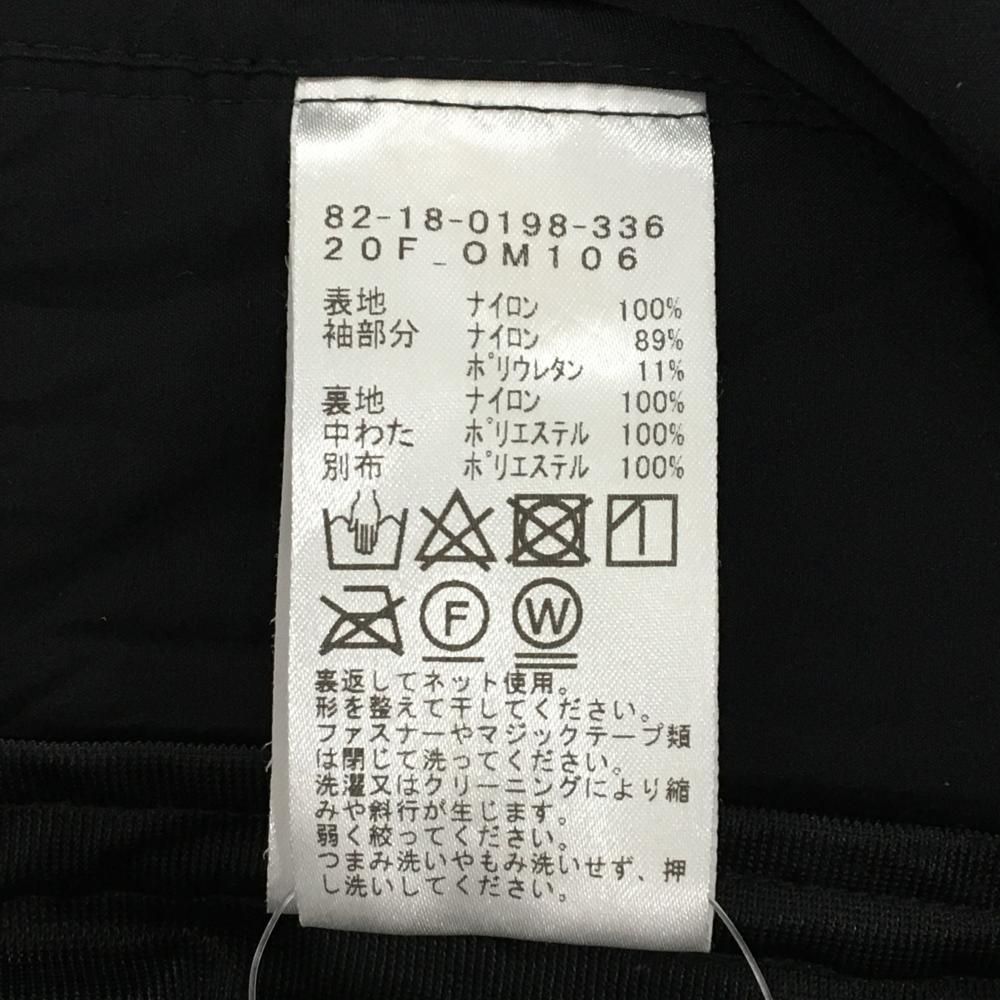 82-18-0198-336
20F_OM106
表地 ナイロン 100%
袖部分 ナイロン 89%
ポリウレタン 11%
裏地 ナイロン 100%
中わた ポリエステル 100%
別布 ポリエステル 100%
F W
裏返してネット使用。
形を整えて干してください。
ファスナーやマジックテープ類
は閉じて洗ってください。
洗濯又はクリーニングにより縮
みや斜行が生じます。
弱く絞ってください。
つまみ洗いやもみ洗いせず、押
し洗いしてください。